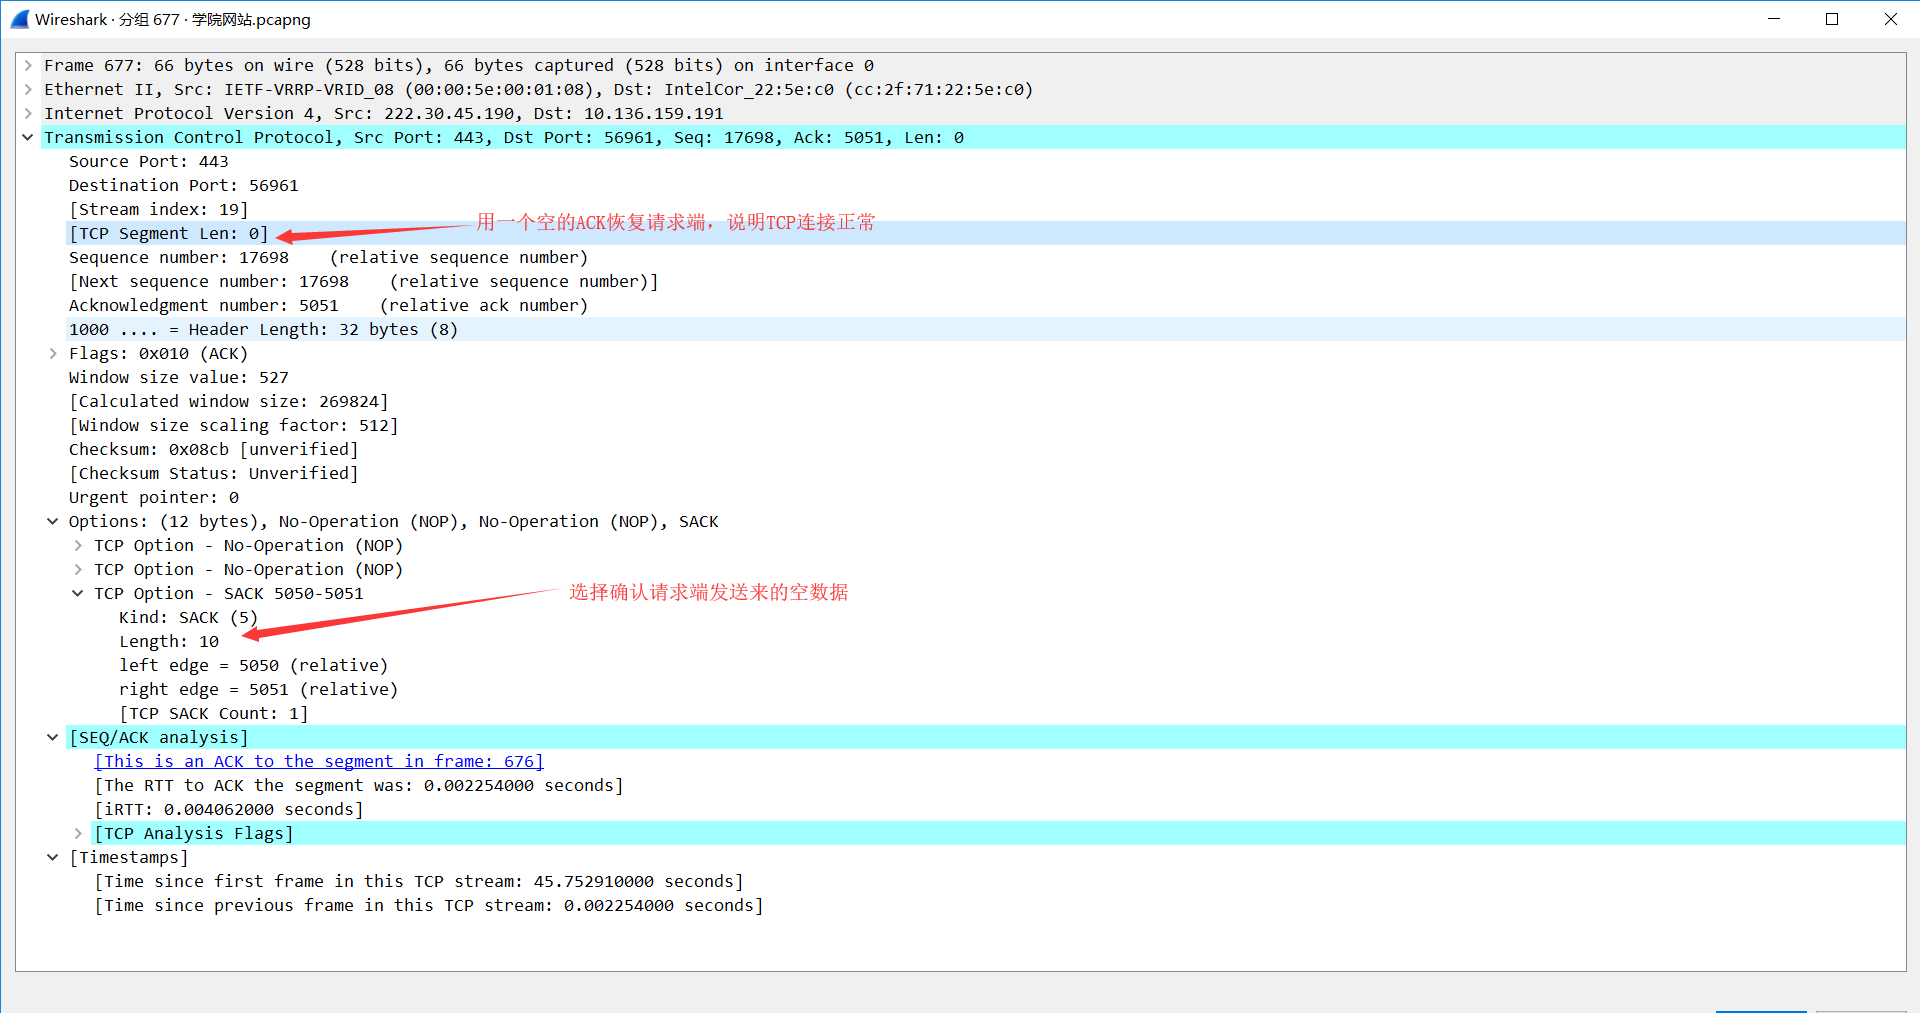 Wireshark · 分组 677 · 学院网站.pcapng
Frame 677: 66 bytes on wire (528 bits), 66 bytes captured (528 bits) on interface 0
Ethernet II, Src: IETF-VRRP-VRID_08 (00:00:5e:00:01:08), Dst: IntelCor_22:5e:c0 (cc:2f:71:22:5e:c0)
Internet Protocol Version 4, Src: 222.30.45.190, Dst: 10.136.159.191
Transmission Control Protocol, Src Port: 443, Dst Port: 56961, Seq: 17698, Ack: 5051, Len: 0
Source Port: 443
Destination Port: 56961
[Stream index: 19]
用一个空的ACK恢复请求端，说明TCP连接正常
[TCP Segment Len: 0]
Sequence number: 17698    (relative sequence number)
[Next sequence number: 17698    (relative sequence number)]
Acknowledgment number: 5051    (relative ack number)
1000 .... = Header Length: 32 bytes (8)
Flags: 0x010 (ACK)
Window size value: 527
[Calculated window size: 269824]
[Window size scaling factor: 512]
Checksum: 0x08cb [unverified]
[Checksum Status: Unverified]
Urgent pointer: 0
Options: (12 bytes), No-Operation (NOP), No-Operation (NOP), SACK
TCP Option - No-Operation (NOP)
TCP Option - No-Operation (NOP)
TCP Option - SACK 5050-5051
选择确认请求端发送来的空数据
Kind: SACK (5)
Length: 10
left edge = 5050 (relative)
right edge = 5051 (relative)
[TCP SACK Count: 1]
[SEQ/ACK analysis]
[This is an ACK to the segment in frame: 676]
[The RTT to ACK the segment was: 0.002254000 seconds]
[iRTT: 0.004062000 seconds]
[TCP Analysis Flags]
[Timestamps]
[Time since first frame in this TCP stream: 45.752910000 seconds]
[Time since previous frame in this TCP stream: 0.002254000 seconds]